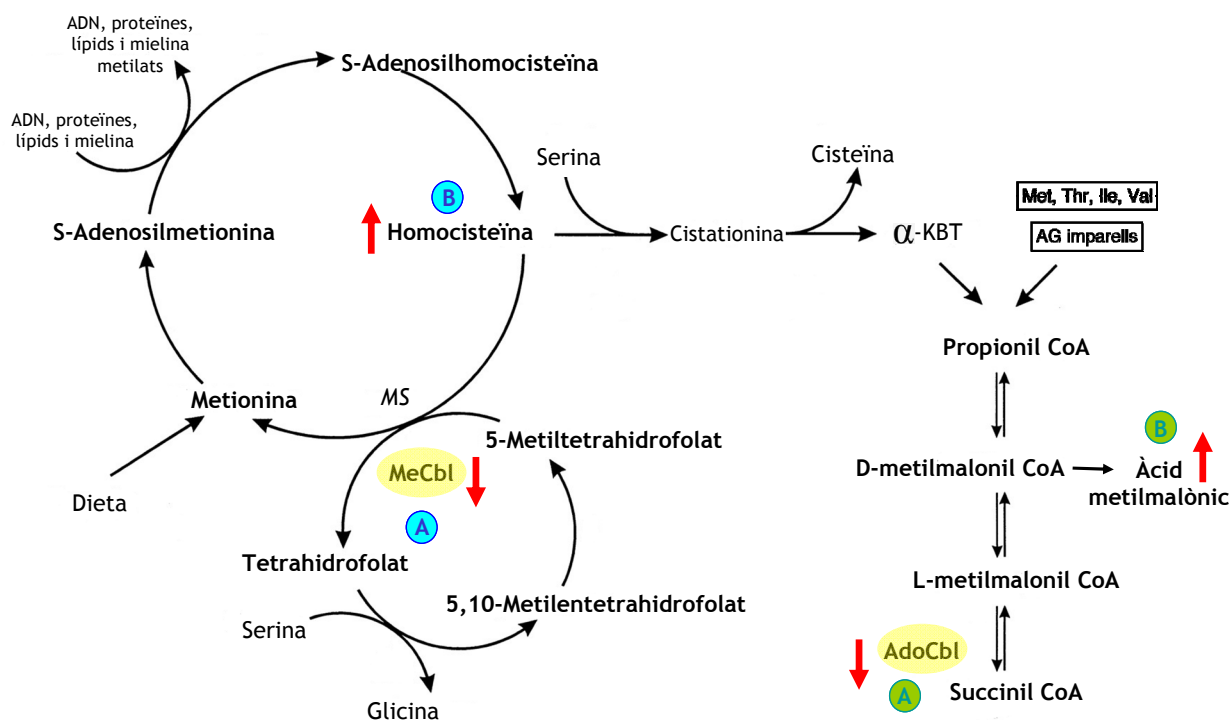 ADN, proteïnes,
lípids i mielina
metilats
S-Adenosilhomocisteïna
ADN, proteïnes,
lípids i mielina
Serina
Cisteïna
B
Met, Thr, Ile, Val
S-Adenosilmetionina
Homocisteïna
Cistationina
α-KBT
AG imparells
Propionil CoA
Metionina
MS
5-Metiltetrahidrofolat
B
MeCbl
D-metilmalonil CoA
Àcid
metilmalònic
Dieta
A
Tetrahidrofolat
L-metilmalonil CoA
5,10-Metilentetrahidrofolat
Serina
AdoCbl
A
Succinil CoA
Glicina